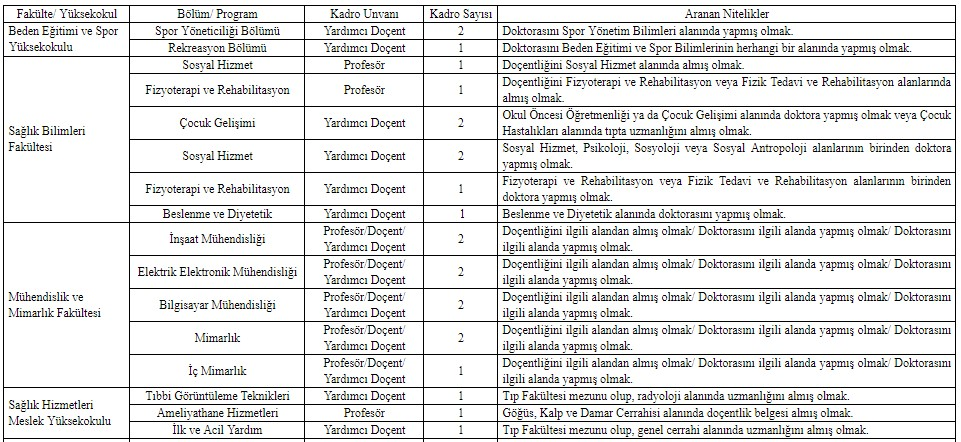 Fakülte/ Yüksekokul Bölüm/ Program Kadro Unvanı Kadro Sayısı Aranan Nitelikler
Beden Eğitimi ve Spor Yüksekokulu
Spor Yöneticiliği Bölümü Yardımcı Doçent 2 Doktorasını Spor Yönetim Bilimleri alanında yapmış olmak.
Rekreasyon Bölümü Yardımcı Doçent 1 Doktorasını Beden Eğitimi ve Spor Bilimlerinin herhangi bir alanında yapmış olmak.
Sağlık Bilimleri
Fakültesi
Sosyal Hizmet Profesör 1 Doçentliğini Sosyal Hizmet alanında almış olmak.
Fizyoterapi ve Rehabilitasyon Profesör 1 Doçentliğini Fizyoterapi ve Rehabilitasyon veya Fizik Tedavi ve Rehabilitasyon alanlarında
almış olmak.
Çocuk Gelişimi Yardımcı Doçent 2 Okul Öncesi Öğretmenliği ya da Çocuk Gelişimi alanında doktora yapmış olmak veya Çocuk
Hastalıkları alanında tıpta uzmanlığını almış olmak.
Sosyal Hizmet Yardımcı Doçent 2 Sosyal Hizmet, Psikoloji, Sosyoloji veya Sosyal Antropoloji alanlarının birinden doktora
yapmış olmak.
Fizyoterapi ve Rehabilitasyon Yardımcı Doçent 1 Fizyoterapi ve Rehabilitasyon veya Fizik Tedavi ve Rehabilitasyon alanlarının birinden
doktora yapmış olmak.
Beslenme ve Diyetetik Yardımcı Doçent 1 Beslenme ve Diyetetik alanında doktorasını yapmış olmak.
Mühendislik ve
Mimarlık Fakültesi
İnşaat Mühendisliği Profesör/Doçent/ 2 Doçentliğini ilgili alandan almış olmak/ Doktorasını ilgili alanda yapmış olmak/ Doktorasını
Yardımcı Doçent ilgili alanda yapmış olmak.
Elektrik Elektronik Mühendisliği Profesör/Doçent/ 2 Doçentliğini ilgili alandan almış olmak/ Doktorasını ilgili alanda yapmış olmak/ Doktorasını
Yardımcı Doçent ilgili alanda yapmış olmak.
Bilgisayar Mühendisliği Profesör/Doçent/ 2 Doçentliğini ilgili alandan almış olmak/ Doktorasını ilgili alanda yapmış olmak/ Doktorasını
Yardımcı Doçent ilgili alanda yapmış olmak.
Mimarlık Profesör/Doçent/ 2 Doçentliğini ilgili alandan almış olmak/ Doktorasını ilgili alanda yapmış olmak/ Doktorasını
Yardımcı Doçent ilgili alanda yapmış olmak.
İç Mimarlık Profesör/Doçent/ 1 Doçentliğini ilgili alandan almış olmak/ Doktorasını ilgili alanda yapmış olmak/ Doktorasını
Yardımcı Doçent ilgili alanda yapmış olmak.
Sağlık Hizmetleri
Meslek Yüksekokulu
Tıbbi Görüntüleme Teknikleri Yardımcı Doçent 1 Tıp Fakültesi mezunu olup, radyoloji alanında uzmanlığını almış olmak.
Ameliyathane Hizmetleri Profesör 1 Göğüs, Kalp ve Damar Cerrahisi alanında doçentlik belgesi almış olmak.
İlk ve Acil Yardım Yardımcı Doçent 1 Tıp Fakültesi mezunu olup, genel cerrahi alanında uzmanlığını almış olmak.